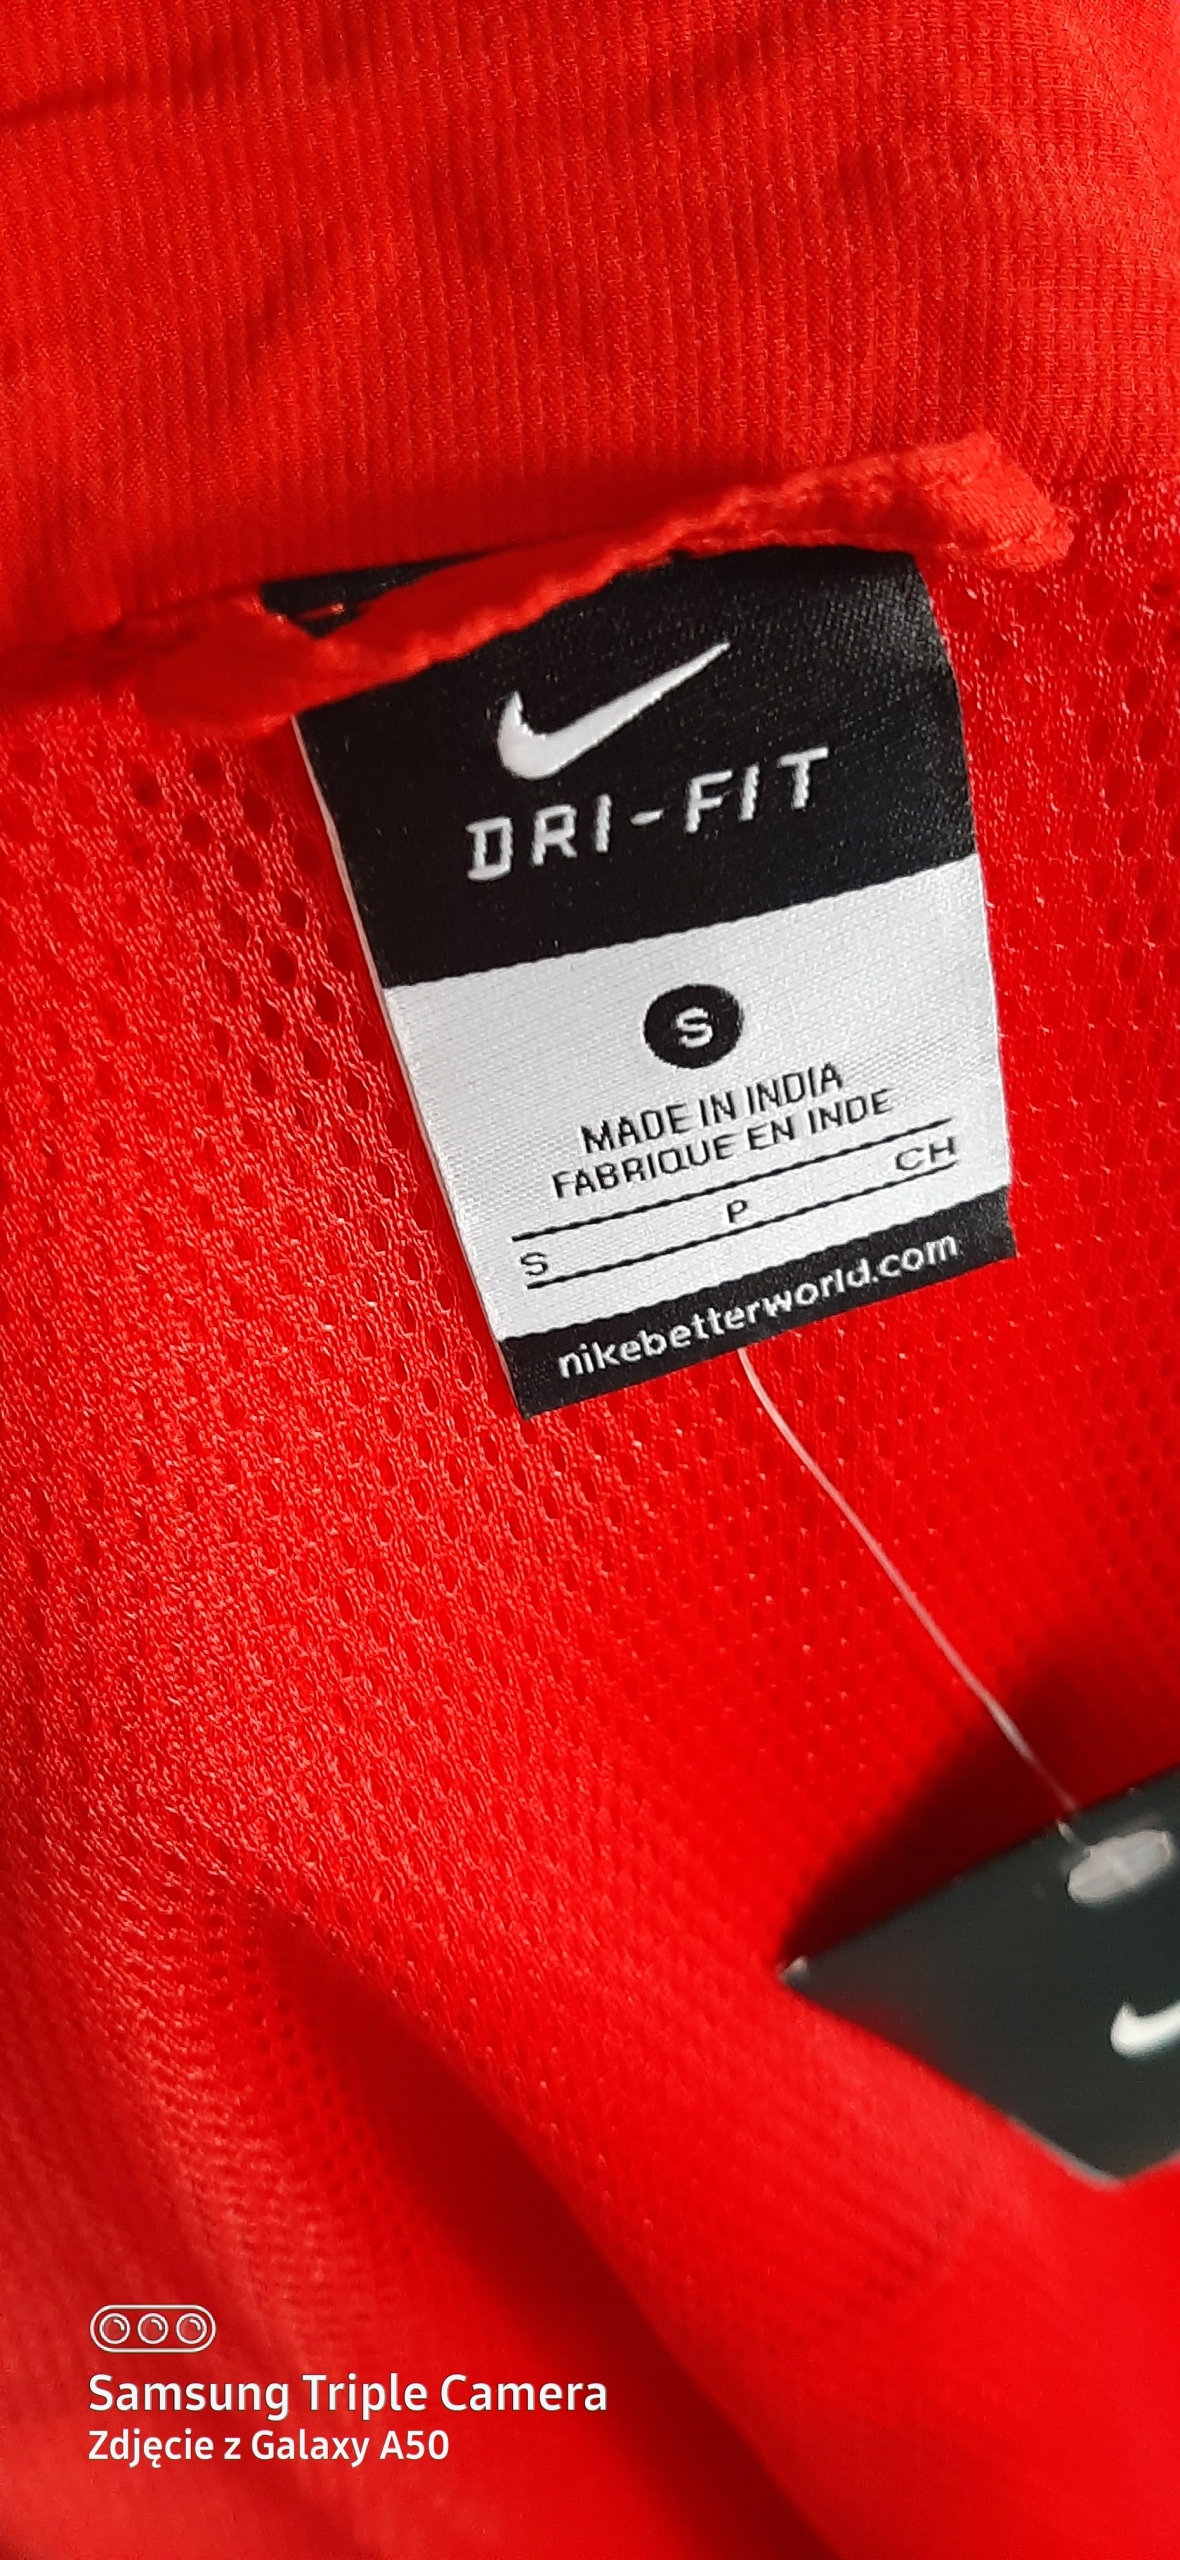 DRI-FIT
S
MADE IN INDIA
FABRIQUE EN INDE
S P CH
nikebetterworld.com
Samsung Triple Camera
Zdjęcie z Galaxy A50